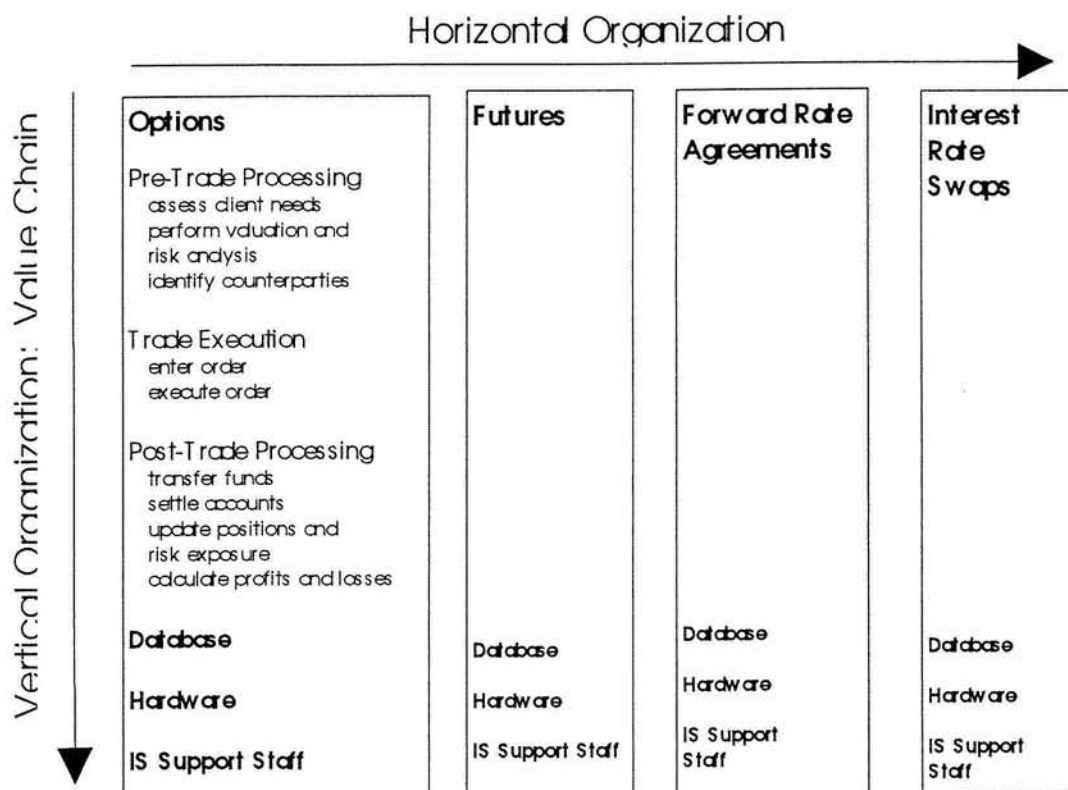 Horizontal Organization
Vertical Organization: Value Chain
Options
Pre-Trade Processing
assess client needs
perform valuation and
risk analysis
identify counterparties
Trade Execution
enter order
execute order
Post-Trade Processing
transfer funds
settle accounts
update positions and
risk exposure
calculate profits and losses
Database
Hardware
IS Support Staff
Futures
Database
Hardware
IS Support Staff
Forward Rate
Agreements
Database
Hardware
IS Support
Staff
Interest
Rate
Swaps
Database
Hardware
IS Support
Staff